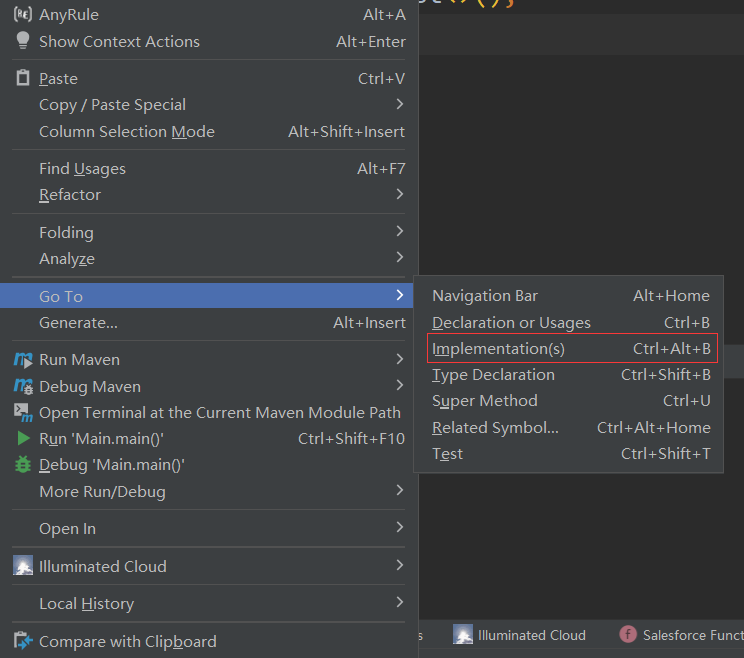 AnyRule Alt+A
Show Context Actions Alt+Enter
Paste Ctrl+V
Copy / Paste Special
Column Selection Mode Alt+Shift+Insert
Find Usages Alt+F7
Refactor
Folding
Analyze
Go To
Generate... Alt+Insert
Run Maven
Debug Maven
Open Terminal at the Current Maven Module Path
Run 'Main.main()' Ctrl+Shift+F10
Debug 'Main.main()'
More Run/Debug
Open In
Illuminated Cloud
Local History
Compare with Clipboard
Navigation Bar Alt+Home
Declaration or Usages Ctrl+B
Implementation(s) Ctrl+Alt+B
Type Declaration Ctrl+Shift+B
Super Method Ctrl+U
Related Symbol... Ctrl+Alt+Home
Test Ctrl+Shift+T
s Illuminated Cloud f Salesforce Funct